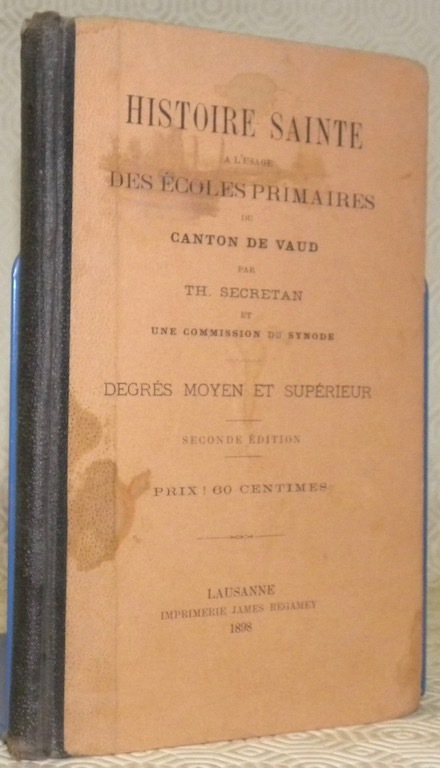 HISTOIRE SAINTE
A L'USAGE
DES ÉCOLES PRIMAIRES
DU
CANTON DE VAUD
PAR
TH. SECRETAN
ET
UNE COMMISSION DU SYNODE
DEGRÉS MOYEN ET SUPÉRIEUR
SECONDE ÉDITION
PRIX : 60 CENTIMES
LAUSANNE
IMPRIMERIE JAMES REGAMEY
1898